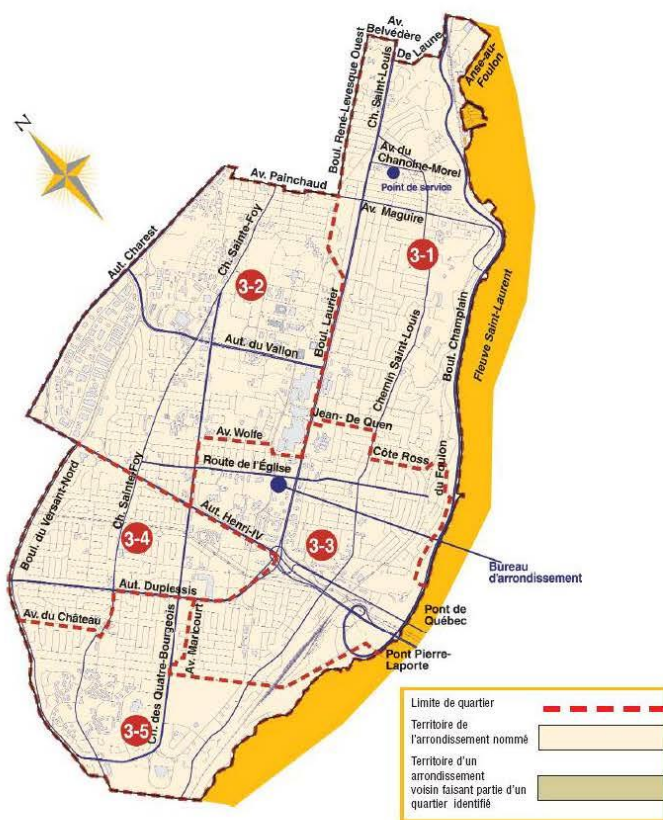 Av.
Belvédère
De Laune
Anse-au-
Foulon
Boul. René-Levesque Ouest
Ch. Saint-Louis
N
Av. du
Chanoine-Morel
Point de service
Av. Painchaud
Av. Maguire
Aut. Charest
Ch. Sainte-Foy
3-2
3-1
Boul. Laurier
Aut. du Vallon
Boul. Champlain
Fleuve Saint-Laurent
Chemin Saint-Louis
Jean- De Quen
Av. Wolfe
Côte Ross
Route de l'Église
du Foulon
Boul. du Versant-Nord
Ch. Sainte-Foy
Aut. Henri-IV
3-4
3-3
Bureau
d'arrondissement
Aut. Duplessis
Av. du Château
Ch. des Quatre-Bourgeois
Av. Maricourt
Pont de
Québec
Pont Pierre-
Laporte
3-5
Limite de quartier
Territoire de
l'arrondissement nommé
Territoire d'un
arrondissement
voisin faisant partie d'un
quartier identifié